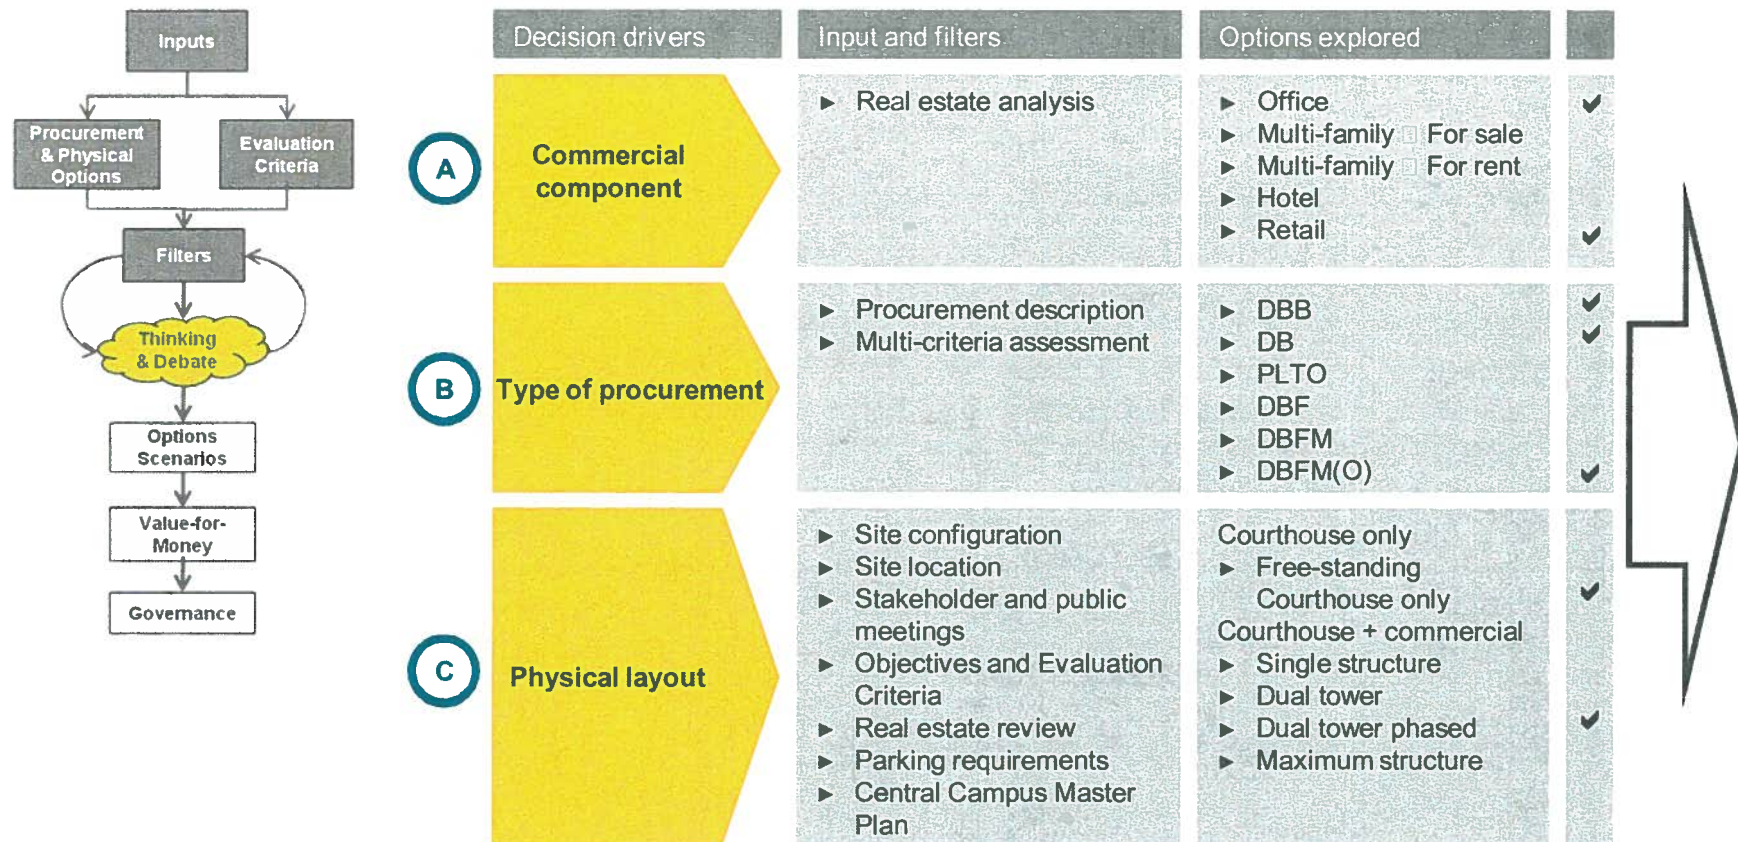 Inputs
Procurement
& Physical
Options
Evaluation
Criteria
Filters
Thinking
& Debate
Options
Scenarios
Value-for-
Money
Governance
Decision drivers
Input and filters
Options explored
A
Commercial
component
► Real estate analysis
► Office ✔
► Multi-family □ For sale
► Multi-family □ For rent
► Hotel
► Retail ✔
B
Type of procurement
► Procurement description
► Multi-criteria assessment
► DBB ✔
► DB ✔
► PLTO
► DBF
► DBFM
► DBFM(O) ✔
C
Physical layout
► Site configuration
► Site location
► Stakeholder and public
meetings
► Objectives and Evaluation
Criteria
► Real estate review
► Parking requirements
► Central Campus Master
Plan
Courthouse only
► Free-standing
Courthouse only ✔
Courthouse + commercial
► Single structure
► Dual tower
► Dual tower phased ✔
► Maximum structure